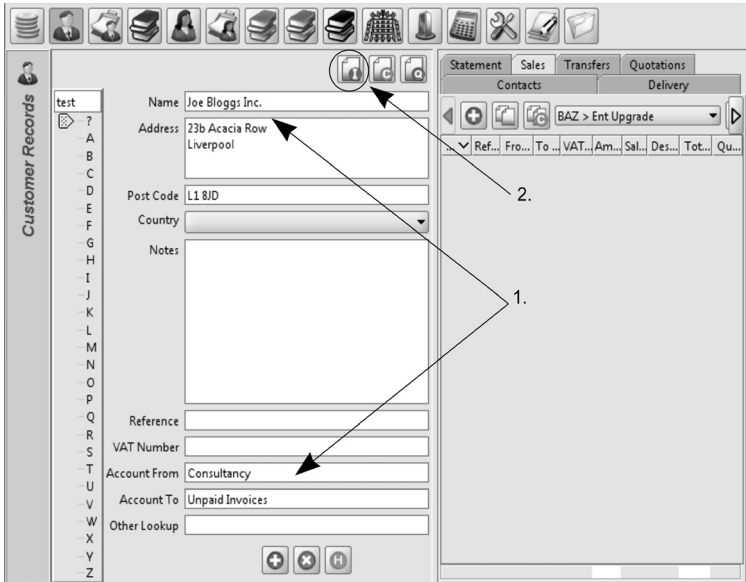 Customer Records
test
?
A
B
C
D
E
F
G
H
I
J
K
L
M
N
O
P
Q
R
S
T
U
V
W
X
Y
Z
I
C
Q
Name Joe Bloggs Inc.
Address 23b Acacia Row
Liverpool
Post Code L1 8JD
Country
Notes
Reference
VAT Number
Account From Consultancy
Account To Unpaid Invoices
Other Lookup
H
1.
2.
Statement Sales Transfers Quotations
Contacts Delivery
C
BAZ > Ent Upgrade
... Ref... Fro... To ... VAT... Am... Sal... Des... Tot... Qu...